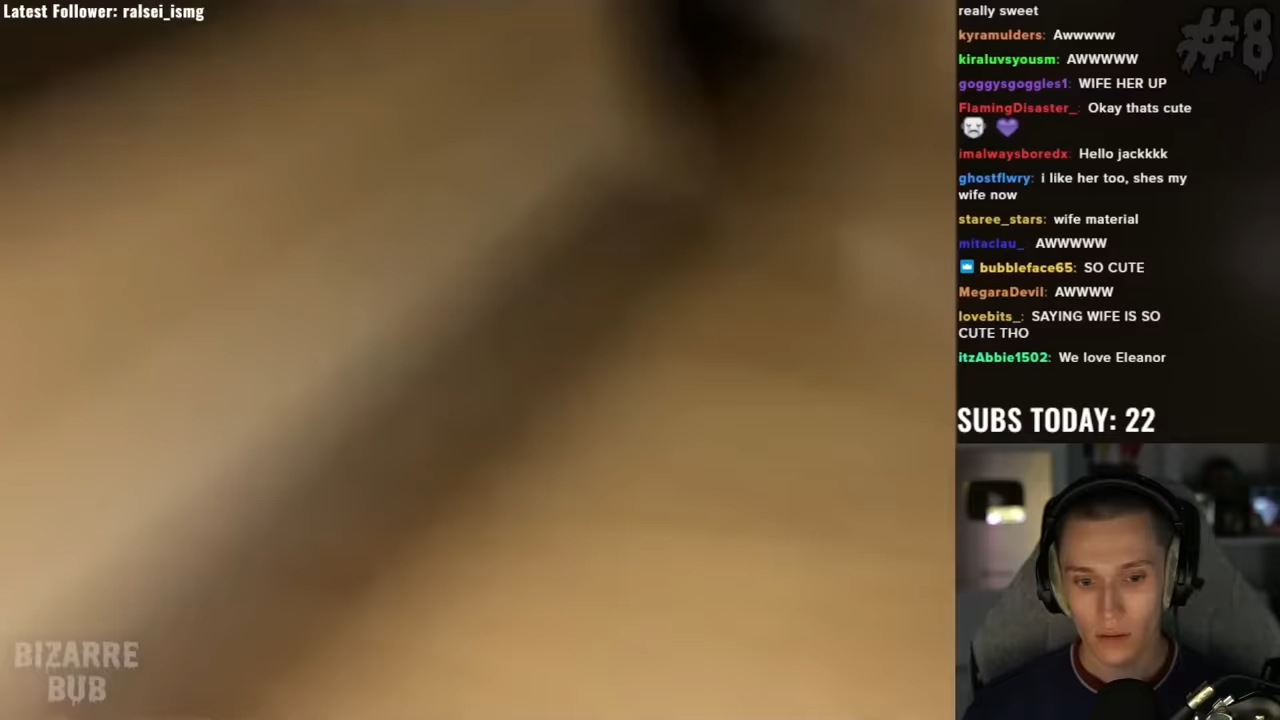 Latest Follower: ralsei_ismg
really sweet
#8
kyramulders: Awwwww
kiraluvsyousm: AWWWWW
goggysgoggles1: WIFE HER UP
FlamingDisaster_: Okay thats cute
imalwaysboredx: Hello jackkkk
ghostflwry: i like her too, shes my
wife now
staree_stars: wife material
mitaclau_: AWWWWW
bubbleface65: SO CUTE
MegaraDevil: AWWWW
lovebits_: SAYING WIFE IS SO
CUTE THO
itzAbbie1502: We love Eleanor
SUBS TODAY: 22
BIZARRE
BUB